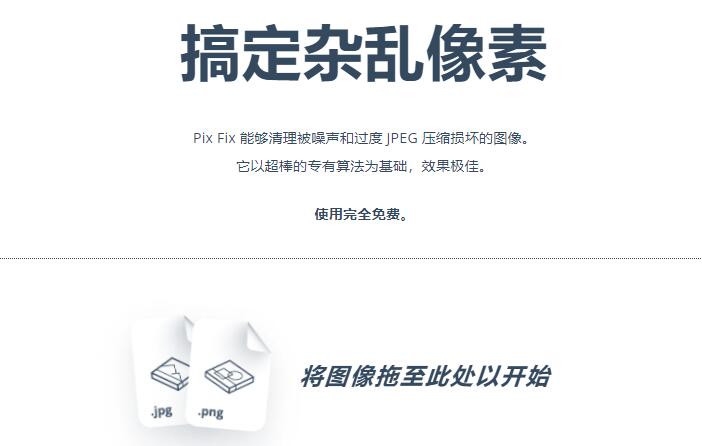 搞定杂乱像素
Pix Fix 能够清理被噪声和过度 JPEG 压缩损坏的图像。
它以超棒的专有算法为基础，效果极佳。
使用完全免费。
将图像拖至此处以开始
.jpg
.png